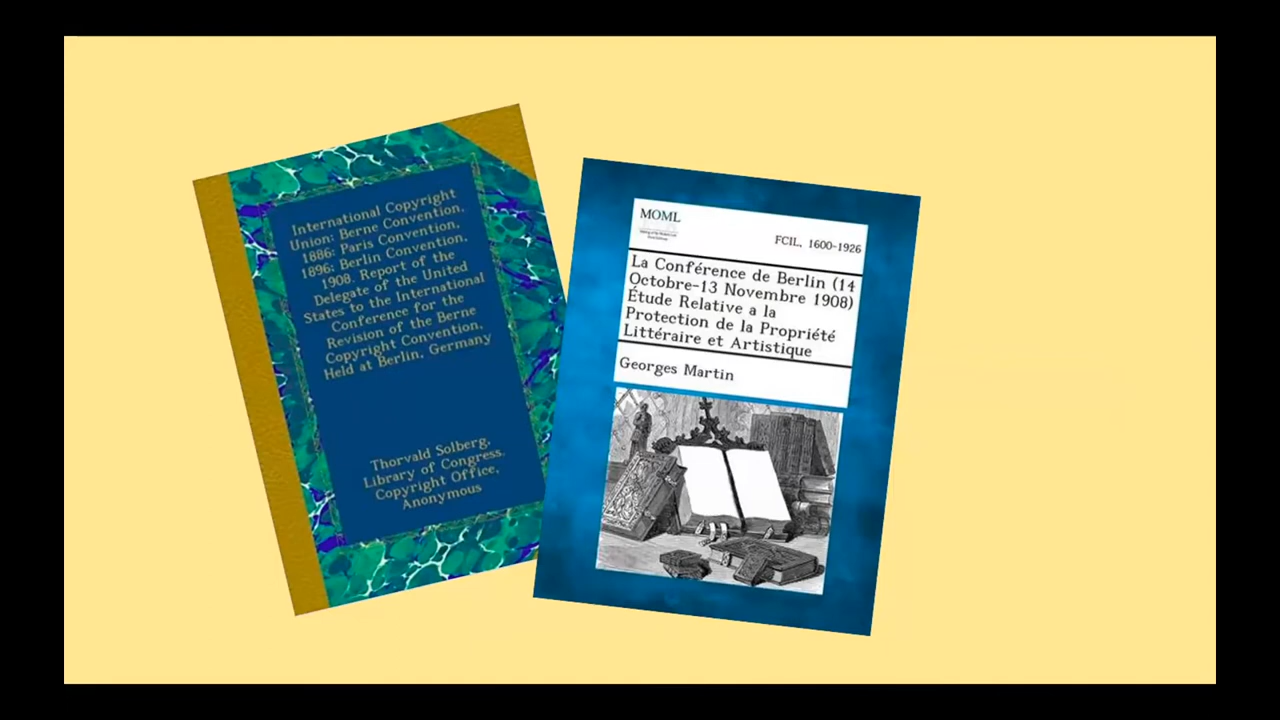 International Copyright
Union: Berne Convention,
1886; Paris Convention,
1896; Berlin Convention,
1908. Report of the
Delegate of the United
States to the International
Conference for the
Revision of the Berne
Copyright Convention,
Held at Berlin, Germany
Thorvald Solberg,
Library of Congress.
Copyright Office,
Anonymous
MOML
FCIL, 1600-1926
La Conférence de Berlin (14
Octobre-13 Novembre 1908)
Étude Relative a la
Protection de la Propriété
Littéraire et Artistique
Georges Martin